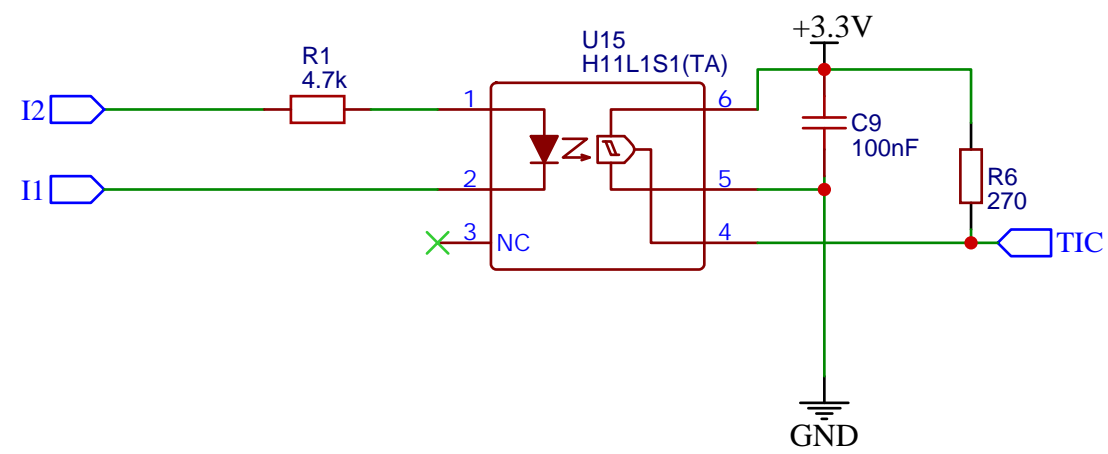 +3.3V
U15
H11L1S1(TA)
R1
4.7k
I2
1
6
C9
100nF
I1
2
5
R6
270
3
NC
4
TIC
GND